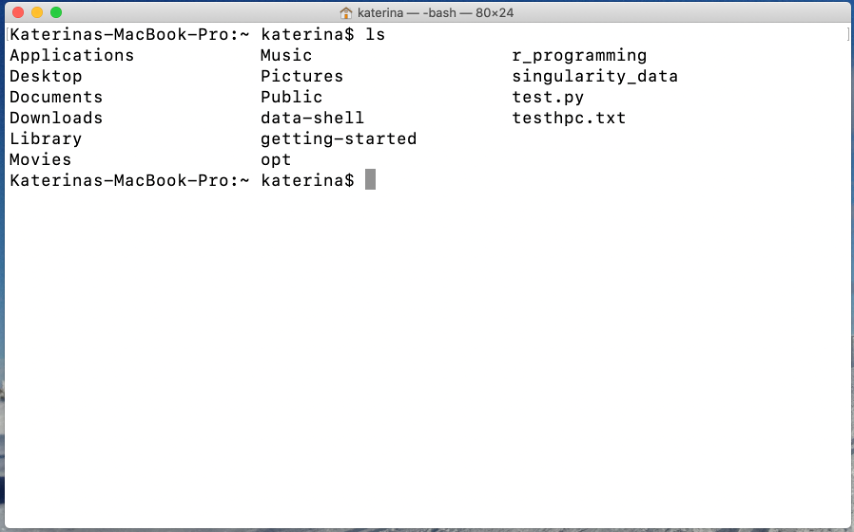 katerina — -bash — 80×24
Katerinas-MacBook-Pro:~ katerina$ ls
Applications Music r_programming
Desktop Pictures singularity_data
Documents Public test.py
Downloads data-shell testhpc.txt
Library getting-started
Movies opt
Katerinas-MacBook-Pro:~ katerina$